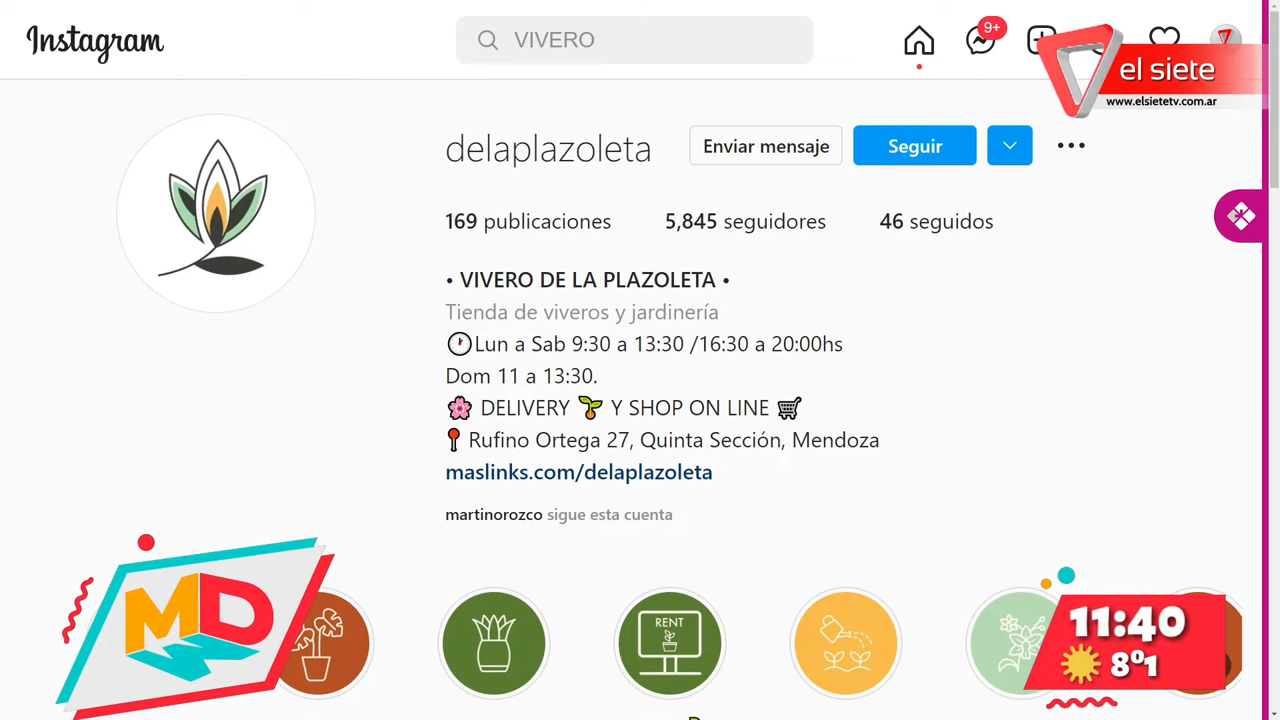 Instagram
VIVERO
9+
el siete
www.elsietetv.com.ar
delaplazoleta
Enviar mensaje
Seguir
169 publicaciones
5,845 seguidores
46 seguidos
• VIVERO DE LA PLAZOLETA •
Tienda de viveros y jardinería
Lun a Sab 9:30 a 13:30 /16:30 a 20:00hs
Dom 11 a 13:30.
🌸 DELIVERY 🌱 Y SHOP ON LINE 🛒
📍 Rufino Ortega 27, Quinta Sección, Mendoza
maslinks.com/delaplazoleta
martinorozco sigue esta cuenta
MD
RENT
11:40
8º1